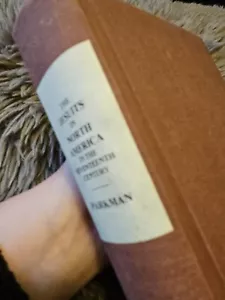 THE
JESUITS
IN
NORTH
AMERICA
IN THE
SEVENTEENTH
CENTURY
PARKMAN